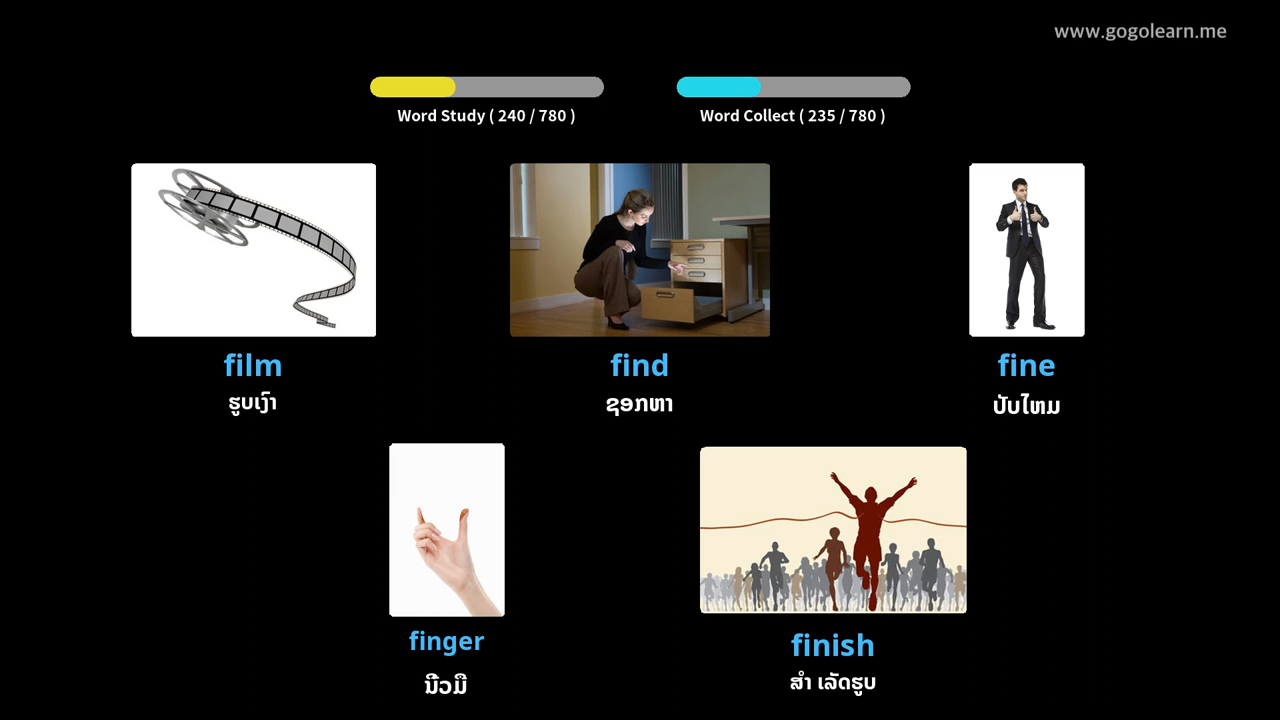 www.gogolearn.me
Word Study ( 240 / 780 )
Word Collect ( 235 / 780 )
film
ຮູບເງົາ
find
ຊອກຫາ
fine
ປັບໄຫມ
finger
ນິ້ວມື
finish
ສໍາ ເລັດຮູບ